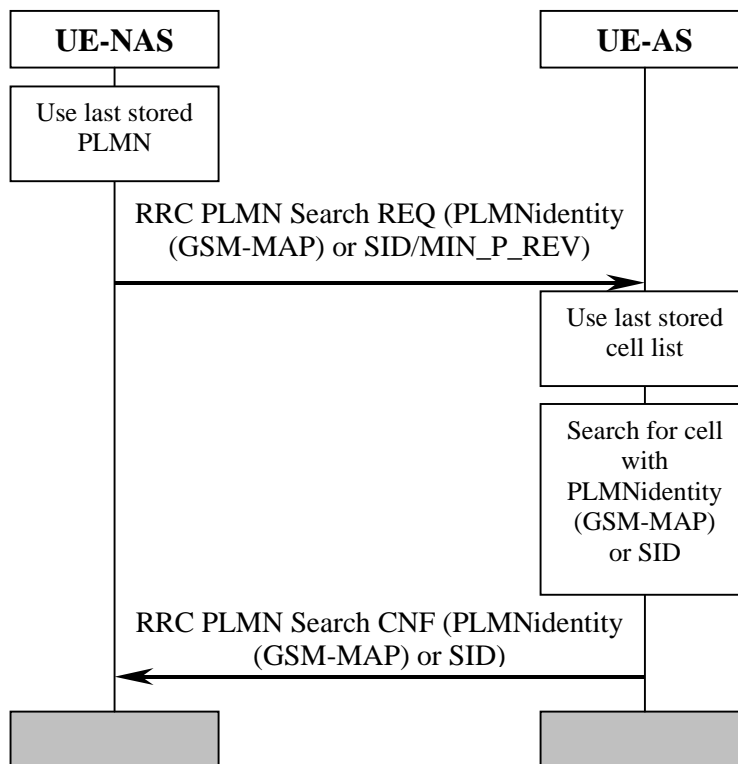 UE-NAS
UE-AS
Use last stored
PLMN
RRC PLMN Search REQ (PLMNidentity
(GSM-MAP) or SID/MIN_P_REV)
Use last stored
cell list
Search for cell
with
PLMNidentity
(GSM-MAP)
or SID
RRC PLMN Search CNF (PLMNidentity
(GSM-MAP) or SID)